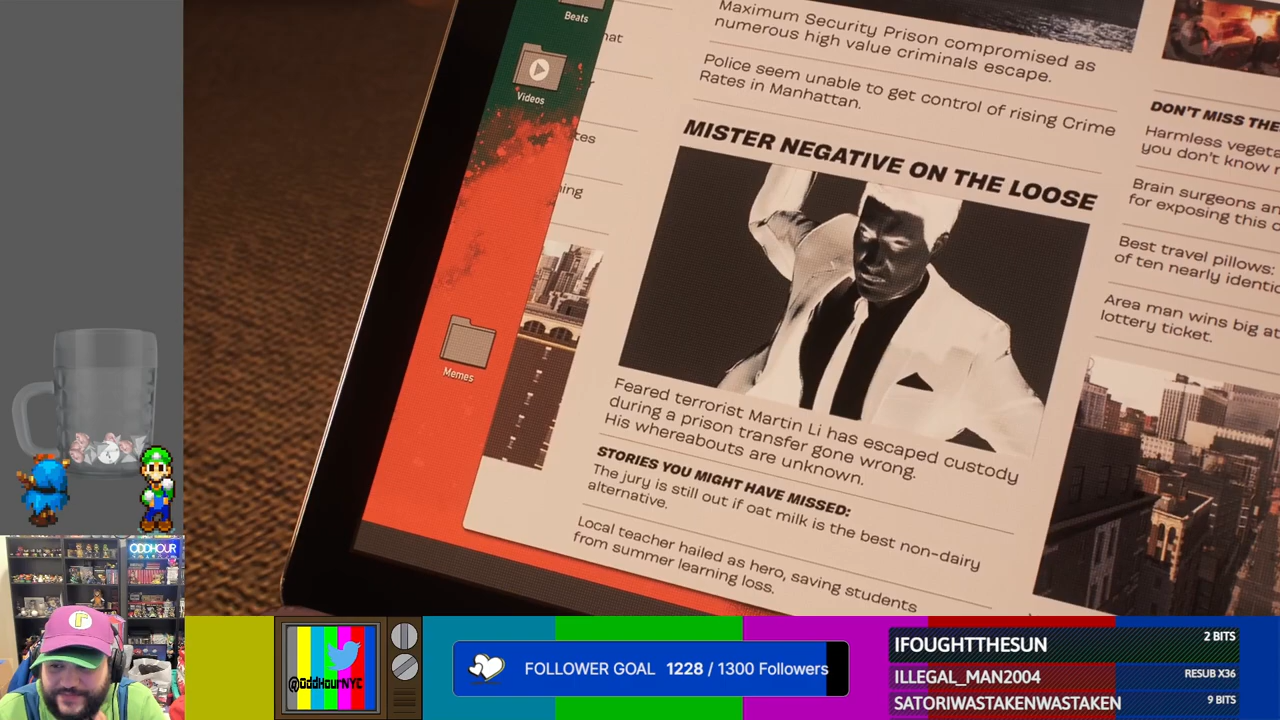 Beats
Videos
Memes
hat
tes
ning
Maximum Security Prison compromised as
numerous high value criminals escape.
Police seem unable to get control of rising Crime
Rates in Manhattan.
MISTER NEGATIVE ON THE LOOSE
Feared terrorist Martin Li has escaped custody
during a prison transfer gone wrong.
His whereabouts are unknown.
STORIES YOU MIGHT HAVE MISSED:
The jury is still out if oat milk is the best non-dairy
alternative.
Local teacher hailed as hero, saving students
from summer learning loss.
DON'T MISS THE
Harmless vegeta
you don't know
Brain surgeons an
for exposing this
Best travel pillows:
of ten nearly identic
Area man wins big at
lottery ticket.
ODDHOUR
@OddHourNYC
FOLLOWER GOAL 1228 / 1300 Followers
IFOUGHTTHESUN 2 BITS
ILLEGAL_MAN2004 RESUB X36
SATORIWASTAKENWASTAKEN 9 BITS